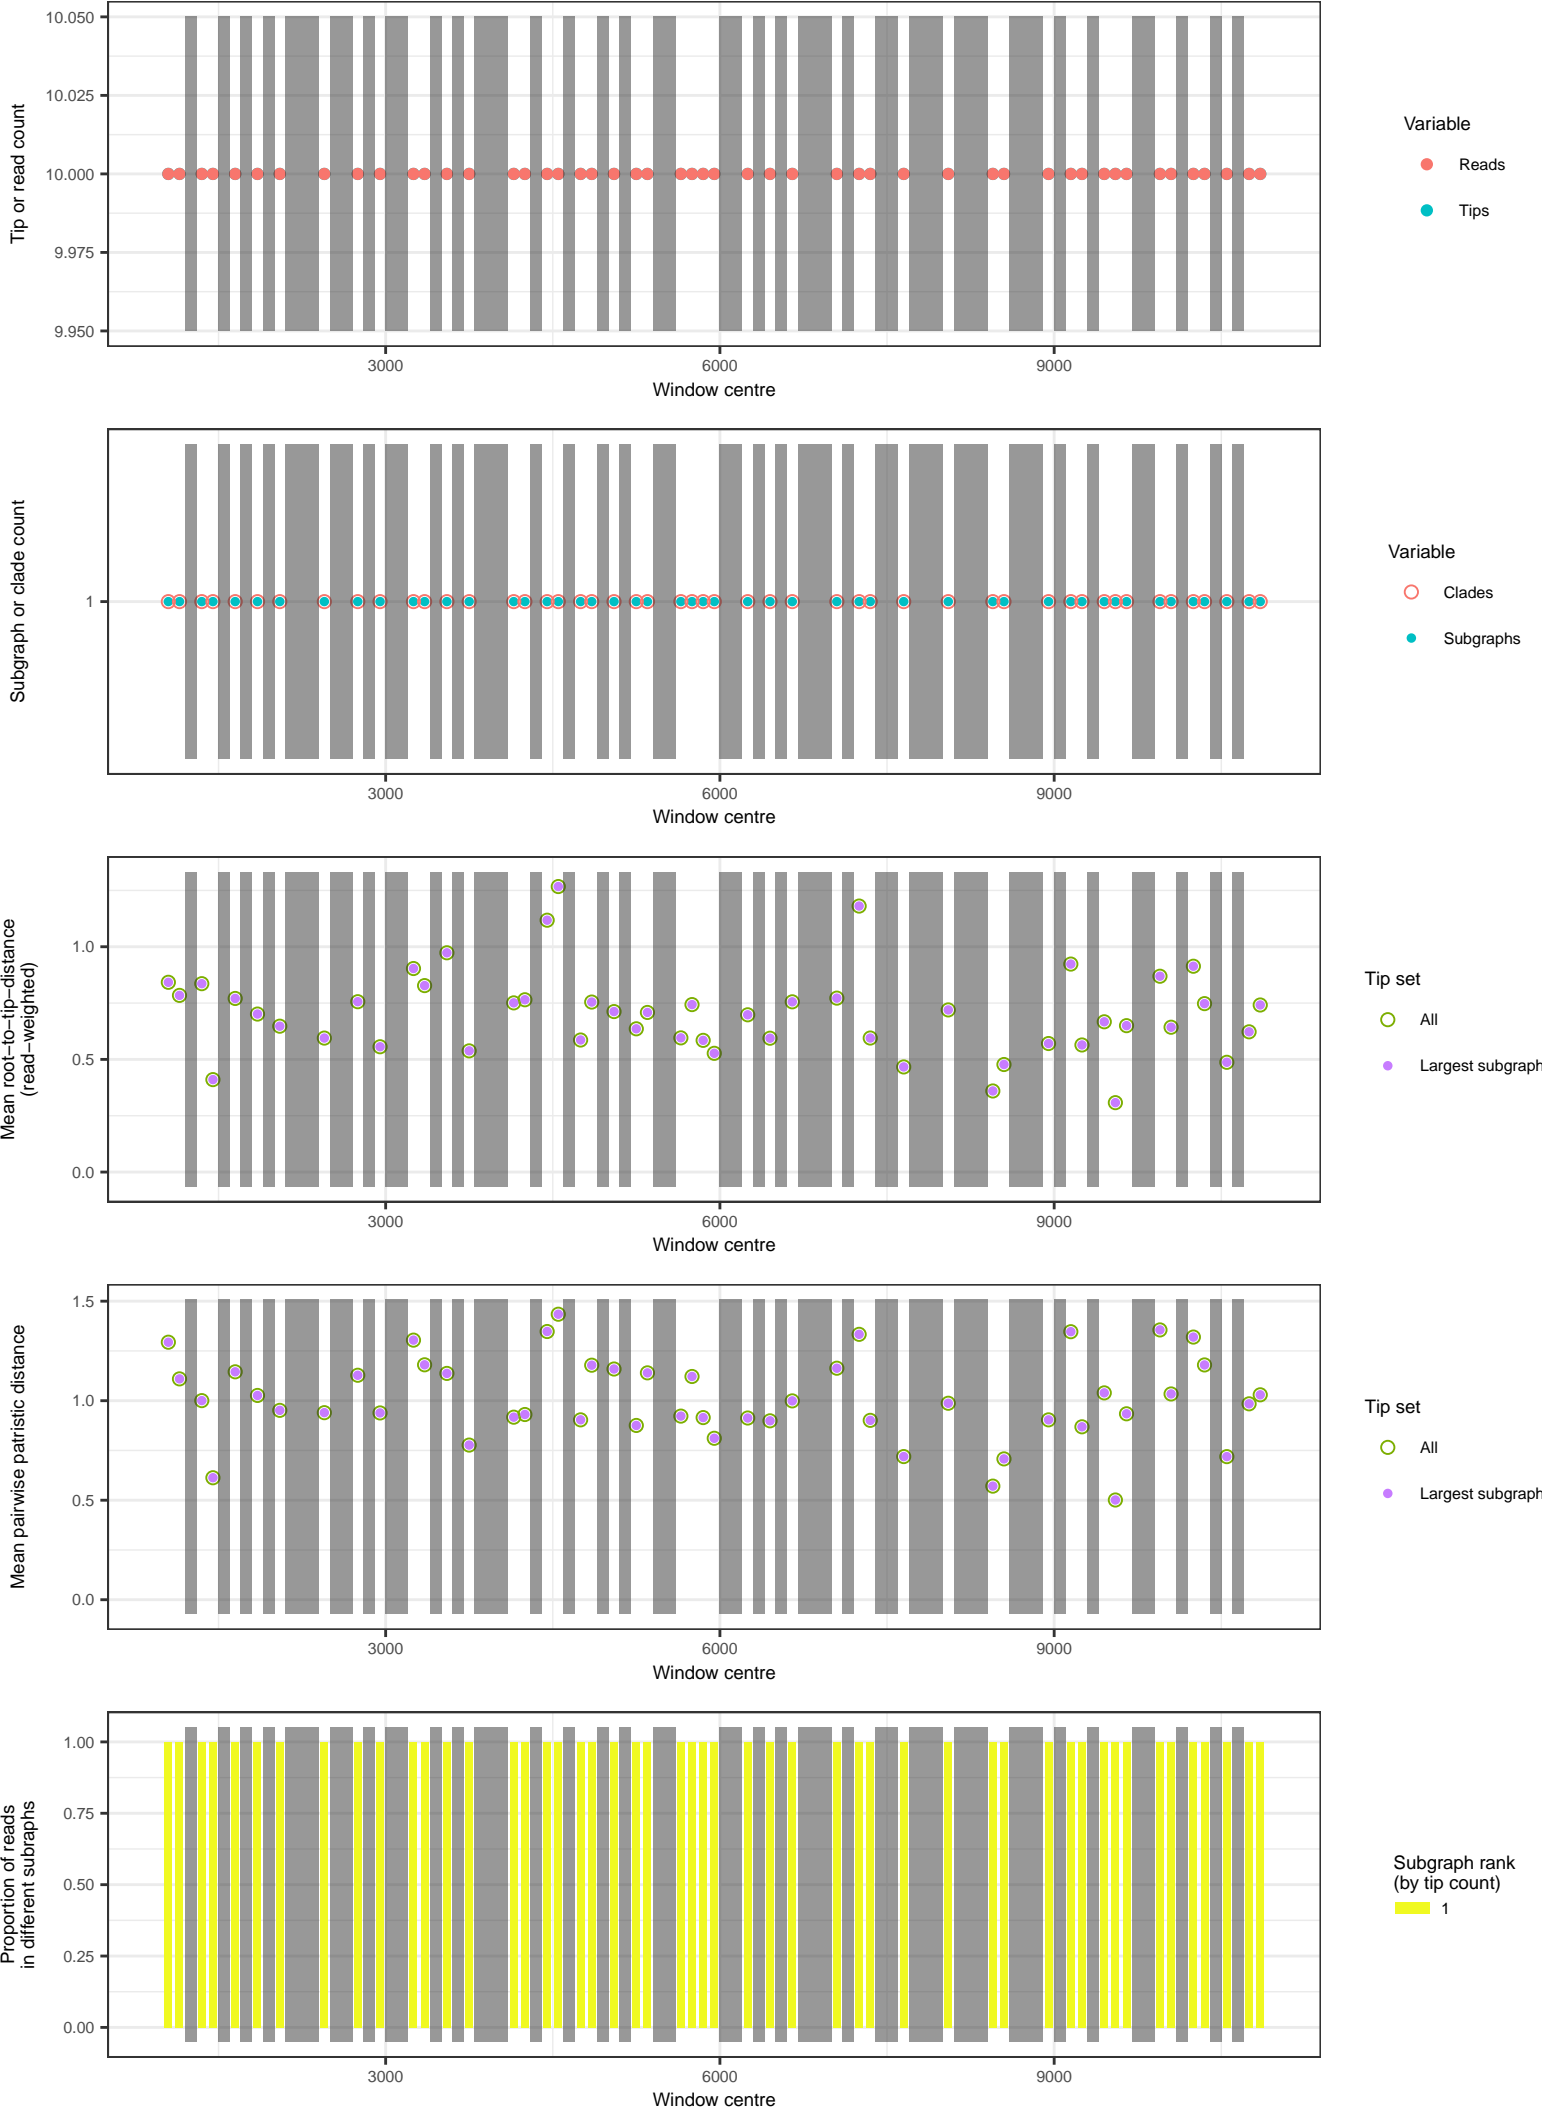 10.050
10.025
10.000
9.975
9.950
Tip or read count
3000
6000
9000
Window centre
Variable
Reads
Tips
1
Subgraph or clade count
3000
6000
9000
Window centre
Variable
Clades
Subgraphs
1.0
0.5
0.0
Mean root−to−tip−distance
(read−weighted)
3000
6000
9000
Window centre
Tip set
All
Largest subgraph
1.5
1.0
0.5
0.0
Mean pairwise patristic distance
3000
6000
9000
Window centre
Tip set
All
Largest subgraph
1.00
0.75
0.50
0.25
0.00
Proportion of reads
in different subraphs
3000
6000
9000
Window centre
Subgraph rank
(by tip count)
1